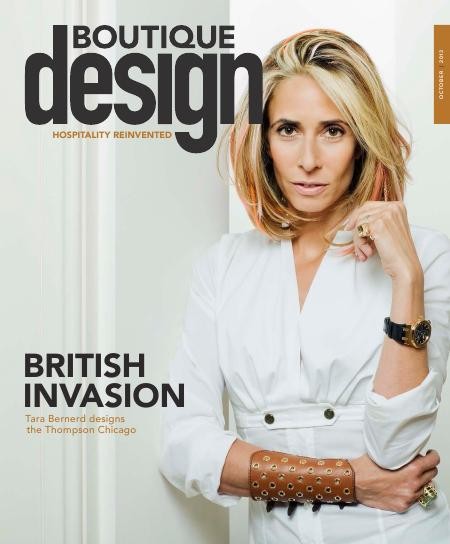 BOUTIQUE
design
HOSPITALITY REINVENTED
OCTOBER | 2013
BRITISH
INVASION
Tara Bernerd designs
the Thompson Chicago